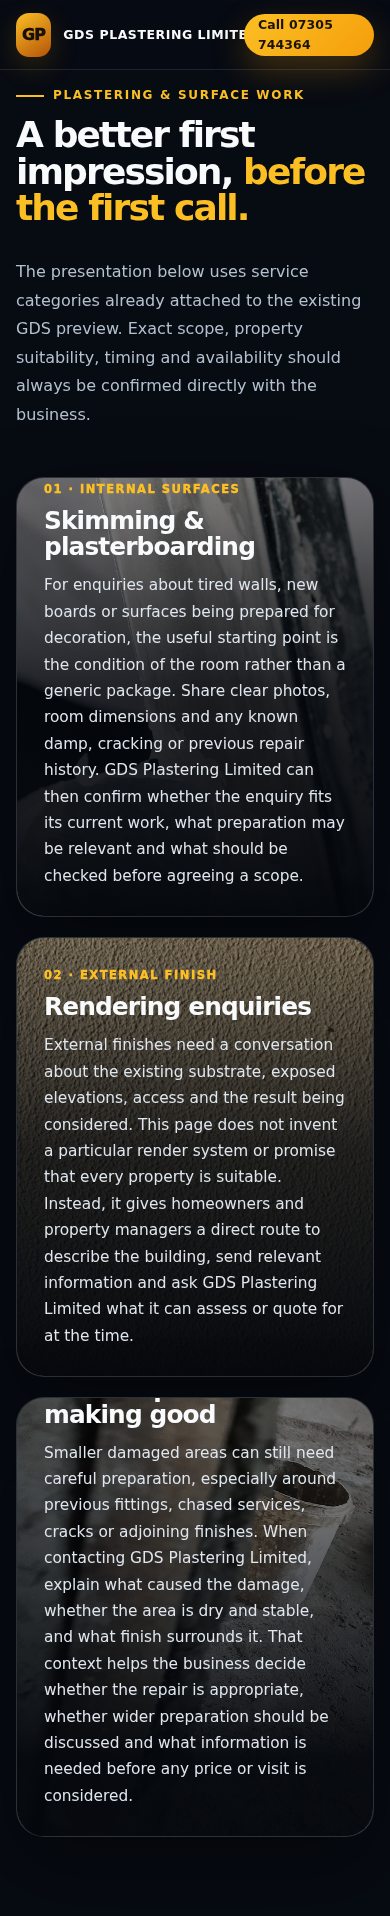 GP
GDS PLASTERING LIMITE
Call 07305
744364
PLASTERING & SURFACE WORK
A better first
impression, before
the first call.
The presentation below uses service
categories already attached to the existing
GDS preview. Exact scope, property
suitability, timing and availability should
always be confirmed directly with the
business.
01 · INTERNAL SURFACES
Skimming &
plasterboarding
For enquiries about tired walls, new
boards or surfaces being prepared for
decoration, the useful starting point is
the condition of the room rather than a
generic package. Share clear photos,
room dimensions and any known
damp, cracking or previous repair
history. GDS Plastering Limited can
then confirm whether the enquiry fits
its current work, what preparation may
be relevant and what should be
checked before agreeing a scope.
02 · EXTERNAL FINISH
Rendering enquiries
External finishes need a conversation
about the existing substrate, exposed
elevations, access and the result being
considered. This page does not invent
a particular render system or promise
that every property is suitable.
Instead, it gives homeowners and
property managers a direct route to
describe the building, send relevant
information and ask GDS Plastering
Limited what it can assess or quote for
at the time.
making good
Smaller damaged areas can still need
careful preparation, especially around
previous fittings, chased services,
cracks or adjoining finishes. When
contacting GDS Plastering Limited,
explain what caused the damage,
whether the area is dry and stable,
and what finish surrounds it. That
context helps the business decide
whether the repair is appropriate,
whether wider preparation should be
discussed and what information is
needed before any price or visit is
considered.